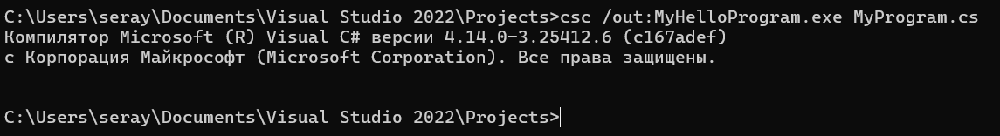 C:\Users\seray\Documents\Visual Studio 2022\Projects>csc /out:MyHelloProgram.exe MyProgram.cs
Компилятор Microsoft (R) Visual C# версии 4.14.0-3.25412.6 (c167adef)
с Корпорация Майкрософт (Microsoft Corporation). Все права защищены.
C:\Users\seray\Documents\Visual Studio 2022\Projects>